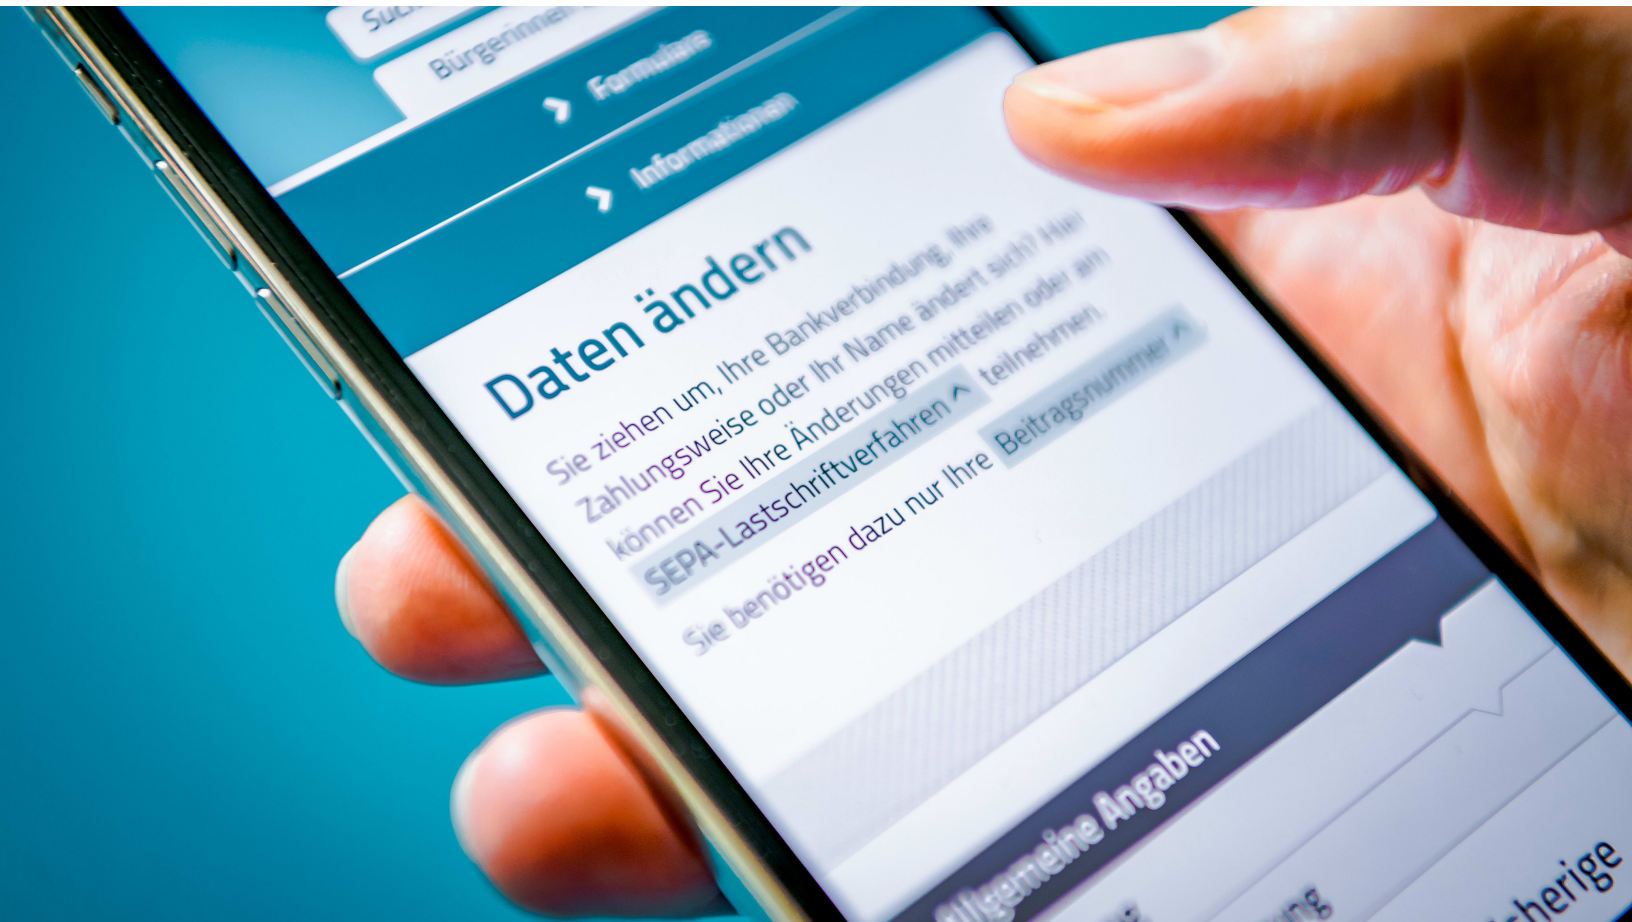 Bürgerinnen
Formulare
Informationen
Daten ändern
Sie ziehen um, Ihre Bankverbindung, Ihre
Zahlungsweise oder Ihr Name ändert sich? Hier
können Sie Ihre Änderungen mitteilen oder am
SEPA-Lastschriftverfahren ^ teilnehmen.
Sie benötigen dazu nur Ihre Beitragsnummer ^.
Allgemeine Angaben